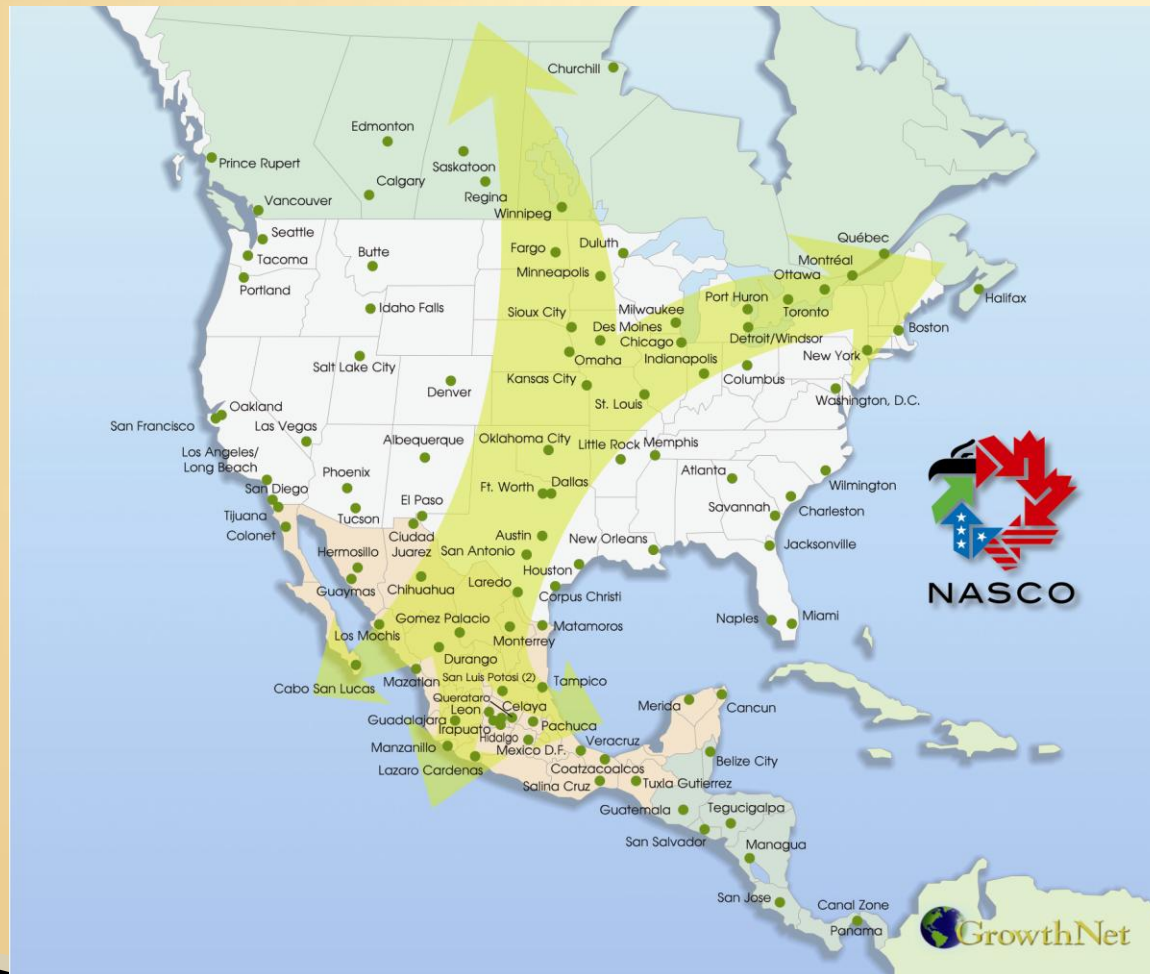 Churchill
Edmonton
Saskatoon
Prince Rupert
Calgary
Regina
Winnipeg
Vancouver
Seattle
Tacoma
Portland
Butte
Idaho Falls
Fargo
Duluth
Minneapolis
Québec
Montréal
Ottawa
Halifax
Port Huron
Toronto
Sioux City
Milwaukee
Des Moines
Chicago
Detroit/Windsor
Boston
New York
Omaha
Indianapolis
Salt Lake City
Kansas City
Columbus
Denver
St. Louis
Washington, D.C.
Oakland
San Francisco
Las Vegas
Albequerque
Oklahoma City
Little Rock
Memphis
Los Angeles/
Long Beach
Phoenix
Ft. Worth
Dallas
Atlanta
Wilmington
San Diego
El Paso
Savannah
Charleston
Tijuana
Tucson
Colonet
Ciudad
Juarez
Austin
New Orleans
Jacksonville
Hermosillo
San Antonio
Houston
Guaymas
Chihuahua
Laredo
Corpus Christi
NASCO
Gomez Palacio
Naples
Miami
Los Mochis
Monterrey
Matamoros
Durango
Cabo San Lucas
Mazatlan
San Luis Potosi (2)
Tampico
Querataro
Celaya
Merida
Cancun
Leon
Guadalajara
Irapuato
Pachuca
Hidalgo
Manzanillo
Mexico D.F.
Veracruz
Belize City
Lazaro Cardenas
Coatzacoalcos
Salina Cruz
Tuxla Gutierrez
Guatemala
Tegucigalpa
San Salvador
Managua
San Jose
Canal Zone
Panama
GrowthNet